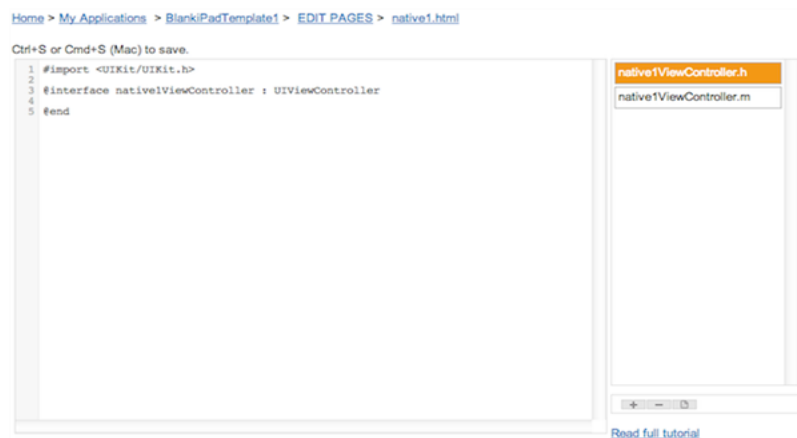 Home > My Applications > BlankiPadTemplate1 > EDIT PAGES > native1.html
Ctrl+S or Cmd+S (Mac) to save.
1 #import <UIKit/UIKit.h>
2
3 @interface native1ViewController : UIViewController
4
5 @end
native1ViewController.h
native1ViewController.m
+ −
Read full tutorial